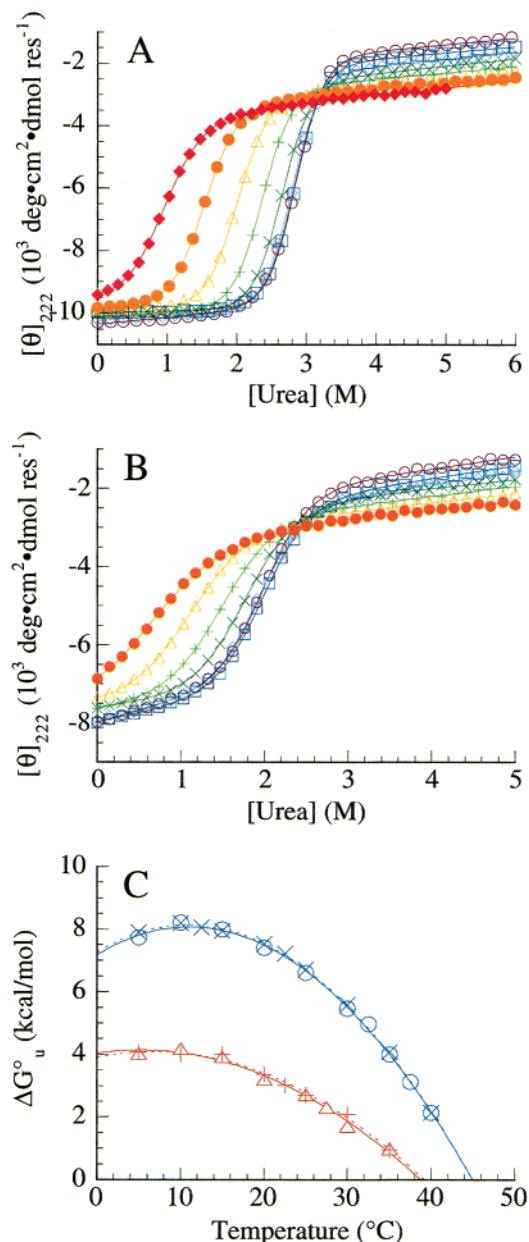 A
[θ]₂₂₂ (10³ deg•cm²•dmol res⁻¹)
-2
-4
-6
-8
-10
0 1 2 3 4 5 6
[Urea] (M)
B
[θ]₂₂₂ (10³ deg•cm²•dmol res⁻¹)
-2
-4
-6
-8
0 1 2 3 4 5
[Urea] (M)
C
ΔG°ᵤ (kcal/mol)
10
8
6
4
2
0
0 10 20 30 40 50
Temperature (°C)